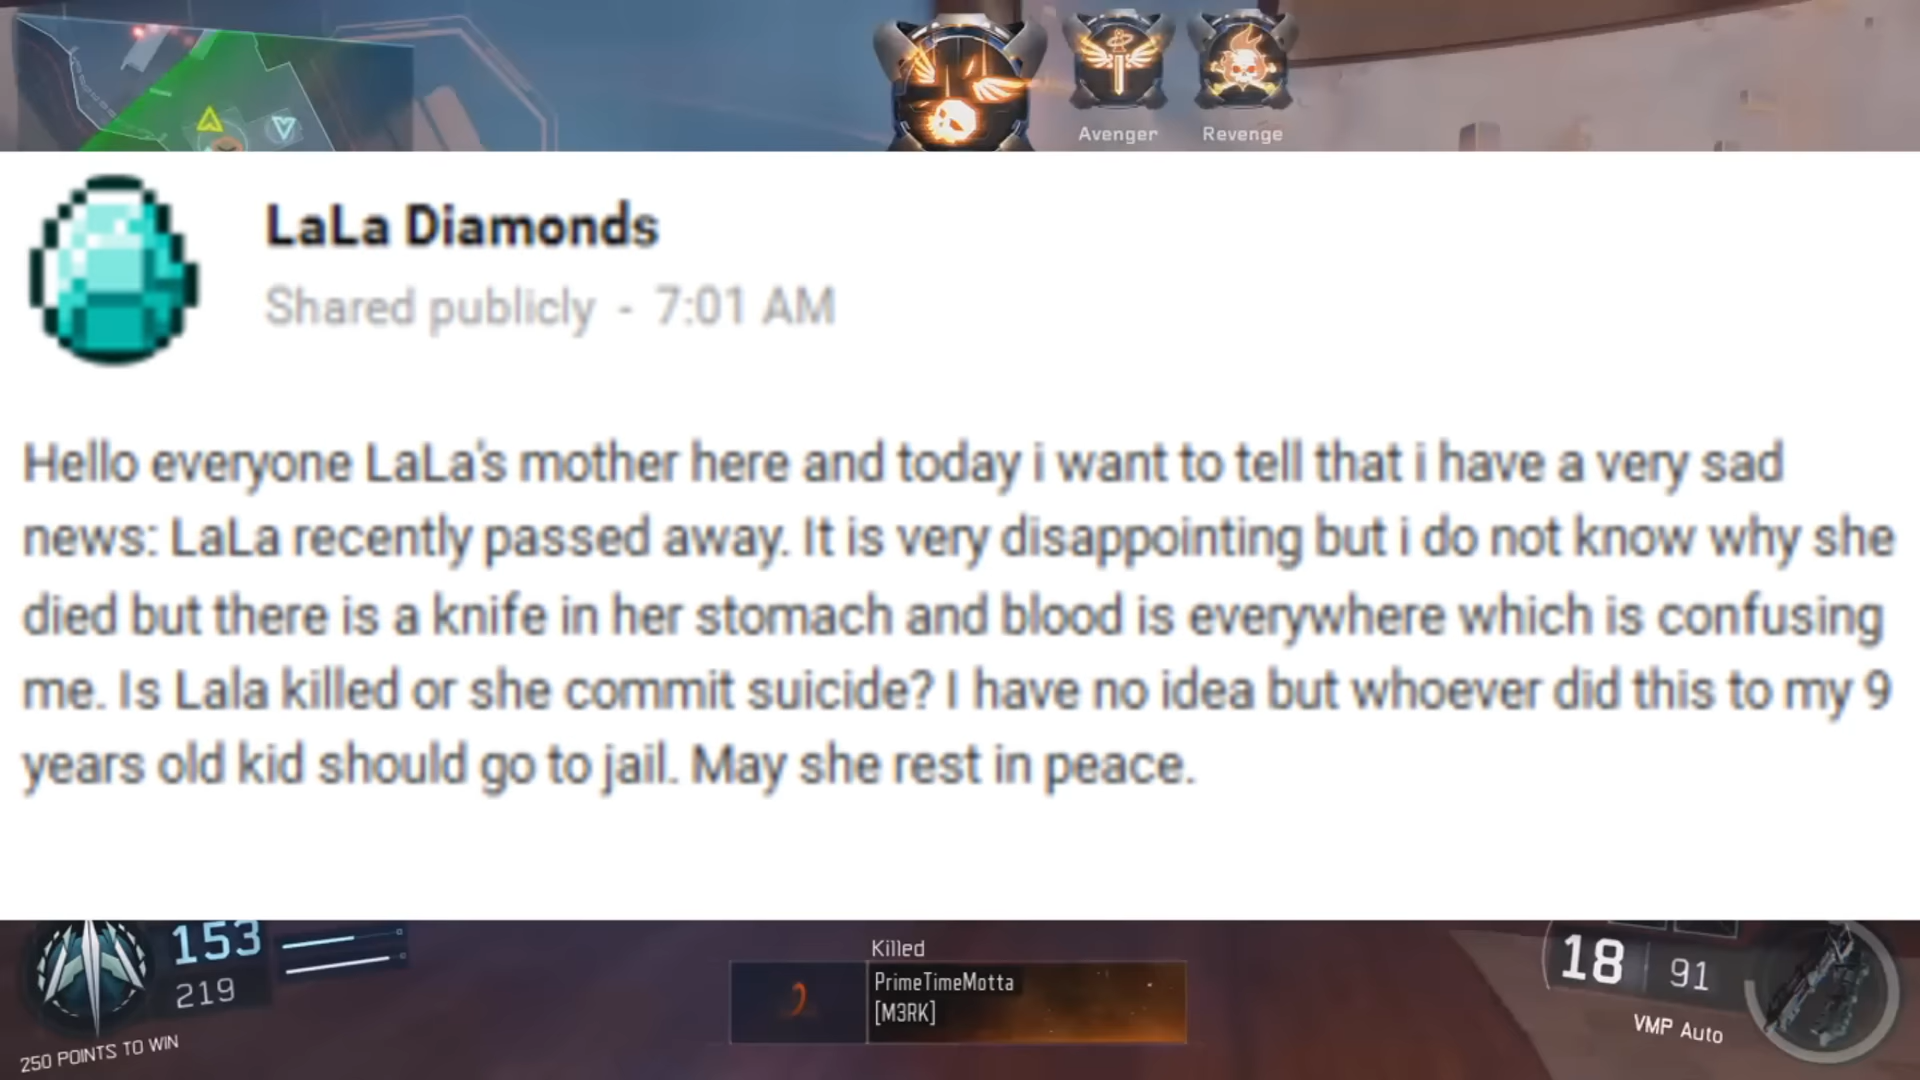 Avenger
Revenge
LaLa Diamonds
Shared publicly - 7:01 AM
Hello everyone LaLa's mother here and today i want to tell that i have a very sad
news: LaLa recently passed away. It is very disappointing but i do not know why she
died but there is a knife in her stomach and blood is everywhere which is confusing
me. Is Lala killed or she commit suicide? I have no idea but whoever did this to my 9
years old kid should go to jail. May she rest in peace.
153
219
250 POINTS TO WIN
Killed
PrimeTimeMotta
[M3RK]
18 91
VMP Auto